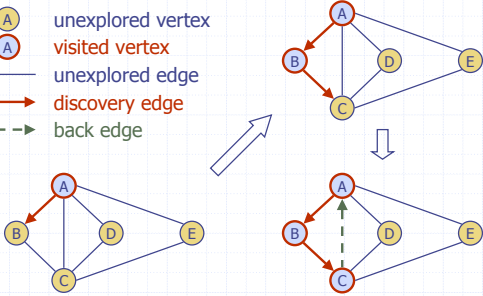 A unexplored vertex
A visited vertex
unexplored edge
discovery edge
back edge
A
B D E
C
A
B D E
C
A
B D E
C